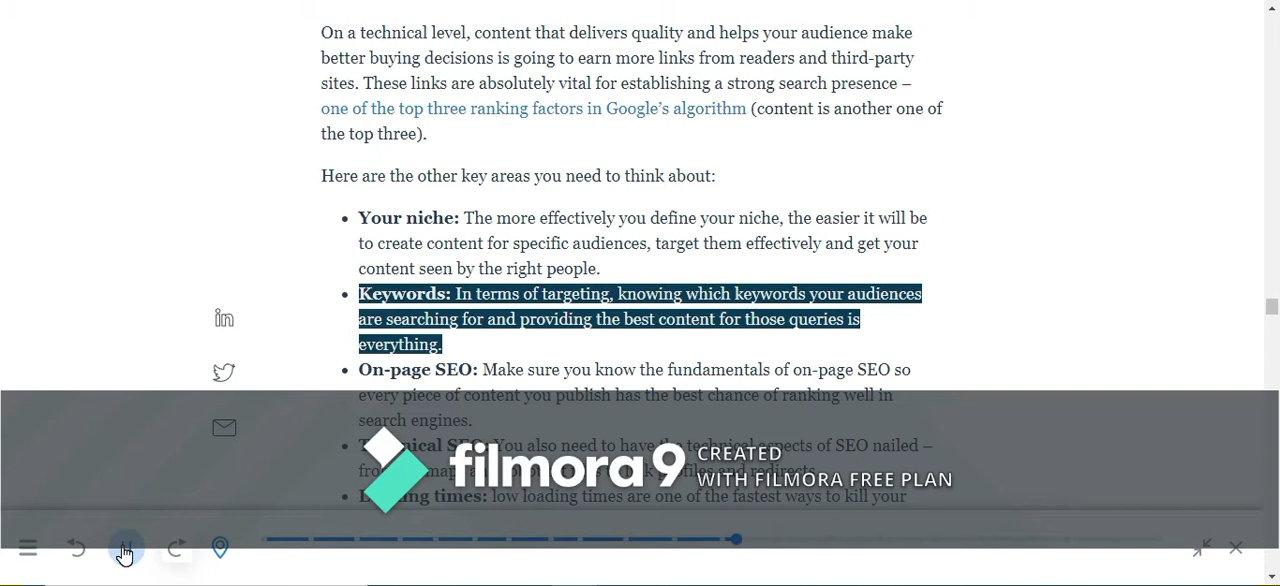 On a technical level, content that delivers quality and helps your audience make
better buying decisions is going to earn more links from readers and third-party
sites. These links are absolutely vital for establishing a strong search presence –
one of the top three ranking factors in Google's algorithm (content is another one of
the top three).
Here are the other key areas you need to think about:
• Your niche: The more effectively you define your niche, the easier it will be
to create content for specific audiences, target them effectively and get your
content seen by the right people.
• Keywords: In terms of targeting, knowing which keywords your audiences
are searching for and providing the best content for those queries is
everything.
in
• On-page SEO: Make sure you know the fundamentals of on-page SEO so
every piece of content you publish has the best chance of ranking well in
search engines.
• SEO: You also need to have the technical aspects of SEO nailed –
profiles and redirects.
times: low loading times are one of the fastest ways to kill your
filmora9 CREATED
WITH FILMORA FREE PLAN